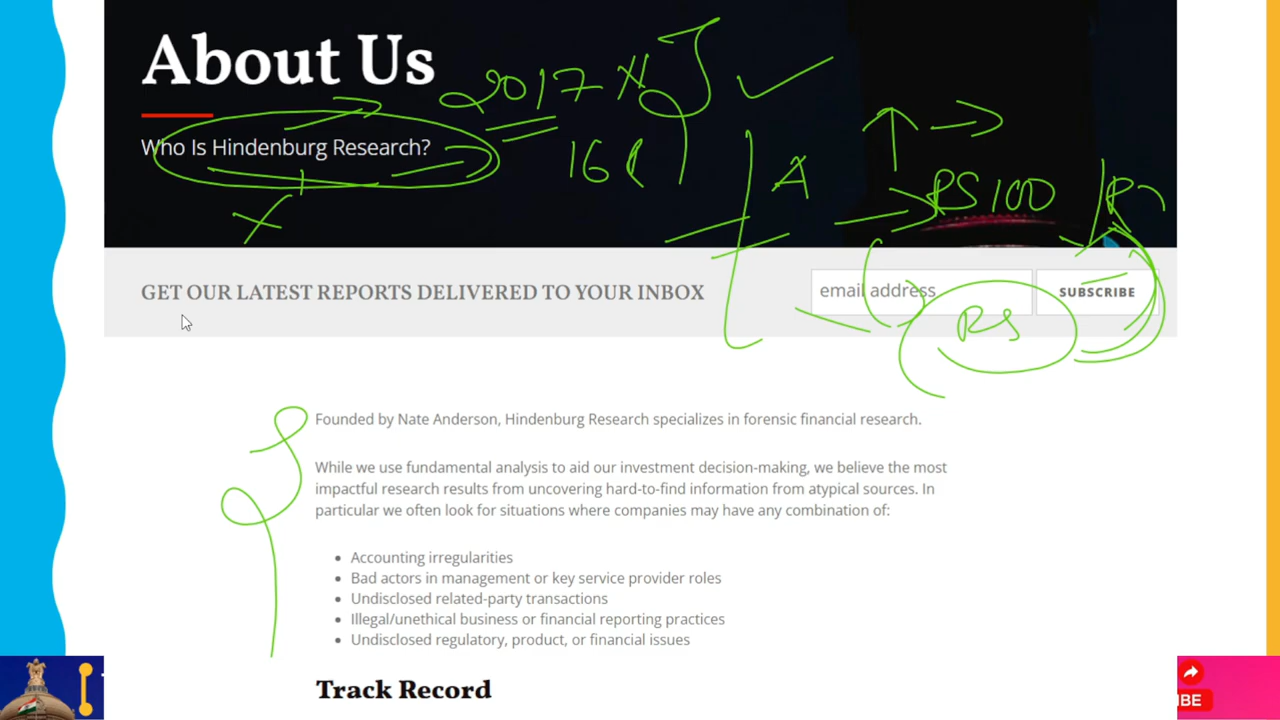 About Us
2017
Who Is Hindenburg Research?
16
A
RS 100
X
GET OUR LATEST REPORTS DELIVERED TO YOUR INBOX
email address
SUBSCRIBE
RS
Founded by Nate Anderson, Hindenburg Research specializes in forensic financial research.
While we use fundamental analysis to aid our investment decision-making, we believe the most
impactful research results from uncovering hard-to-find information from atypical sources. In
particular we often look for situations where companies may have any combination of:
• Accounting irregularities
• Bad actors in management or key service provider roles
• Undisclosed related-party transactions
• Illegal/unethical business or financial reporting practices
• Undisclosed regulatory, product, or financial issues
Track Record
IBE